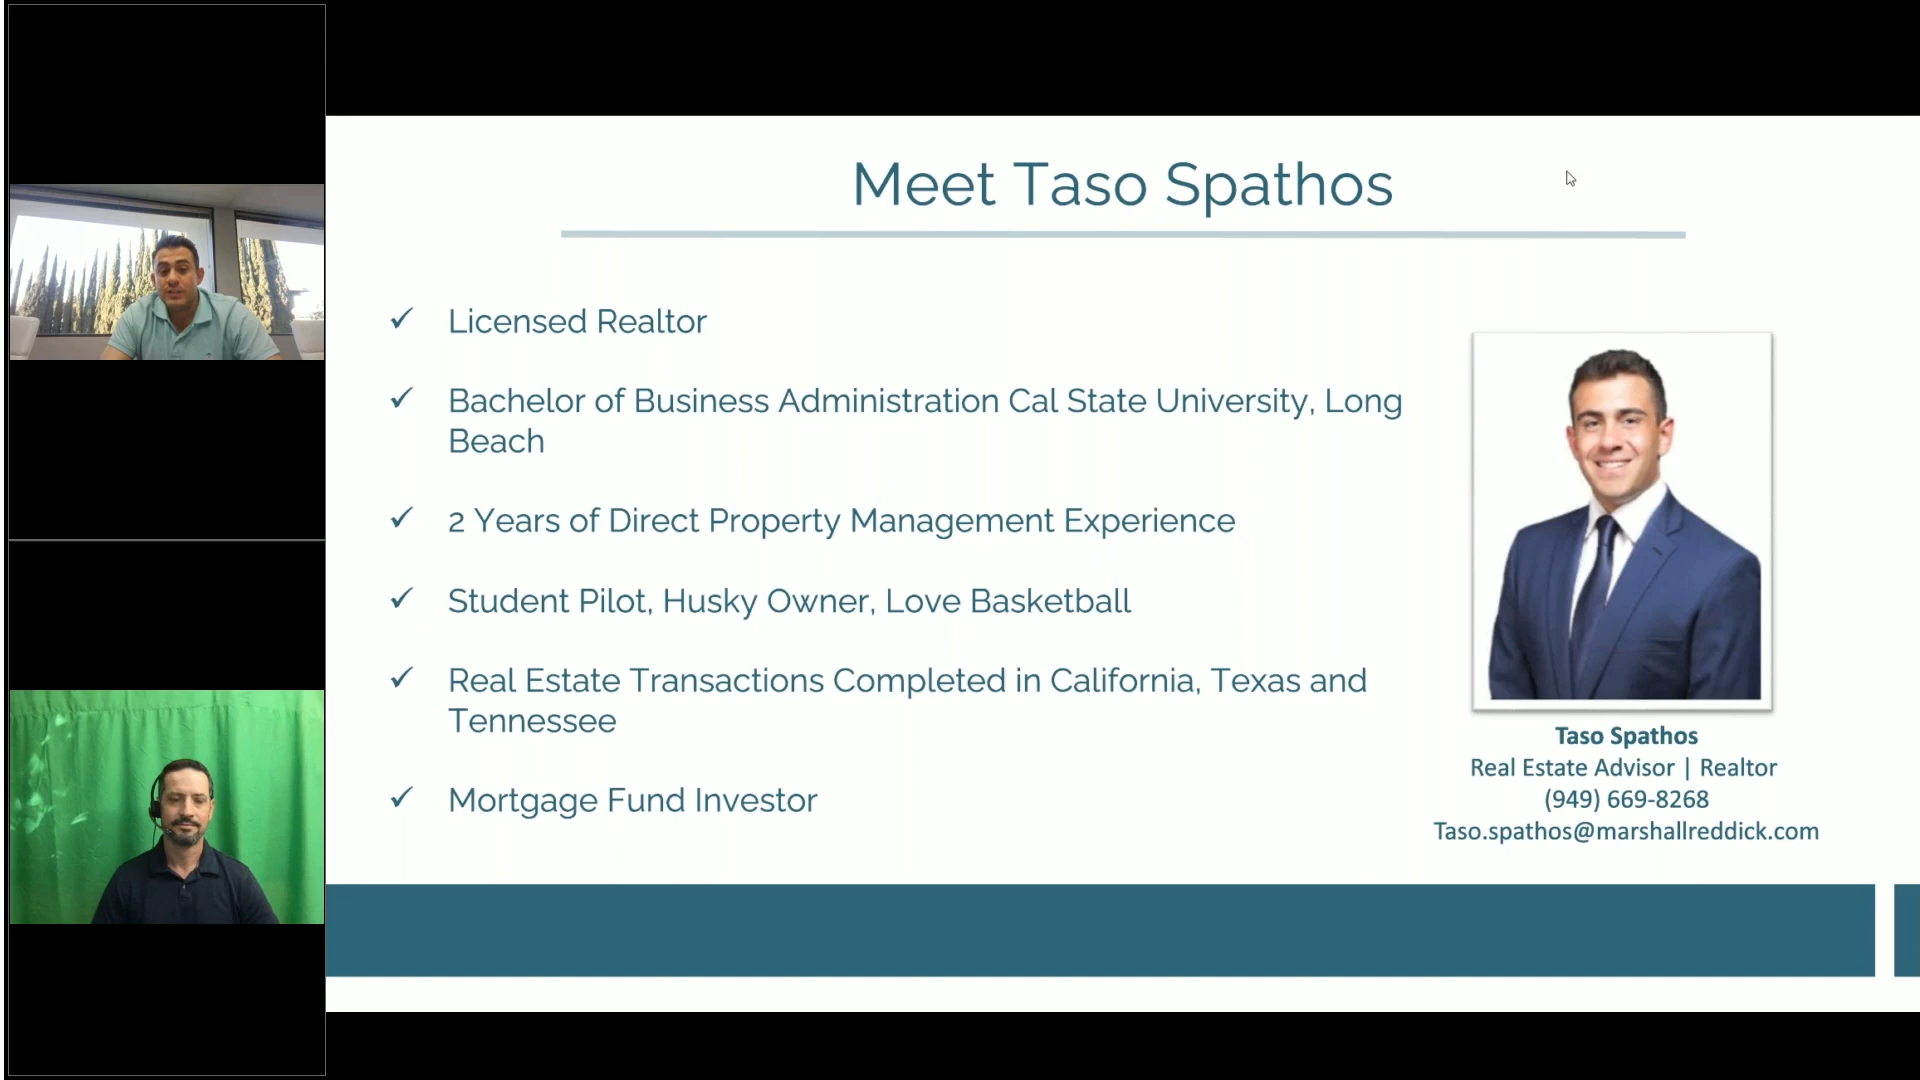 Meet Taso Spathos
✓ Licensed Realtor
✓ Bachelor of Business Administration Cal State University, Long
Beach
✓ 2 Years of Direct Property Management Experience
✓ Student Pilot, Husky Owner, Love Basketball
✓ Real Estate Transactions Completed in California, Texas and
Tennessee
✓ Mortgage Fund Investor
Taso Spathos
Real Estate Advisor | Realtor
(949) 669-8268
Taso.spathos@marshallreddick.com